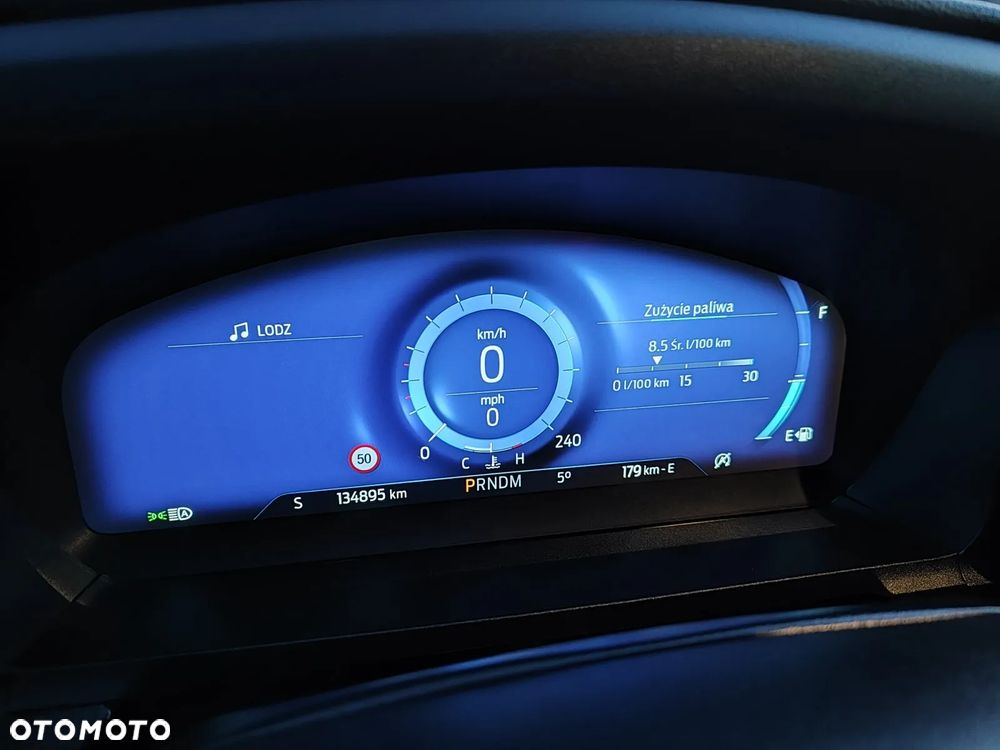 LODZ
km/h
0
mph
0
0
240
C H
50
Zużycie paliwa
8.5 Śr. l/100 km
0 l/100 km 15 30
F
E
A
S 134895 km PRNDM 5º 179 km - E
OTOMOTO